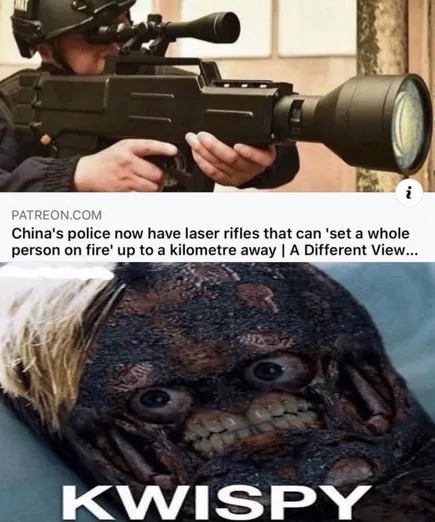 i
PATREON.COM
China's police now have laser rifles that can 'set a whole
person on fire' up to a kilometre away | A Different View...
KWISPY